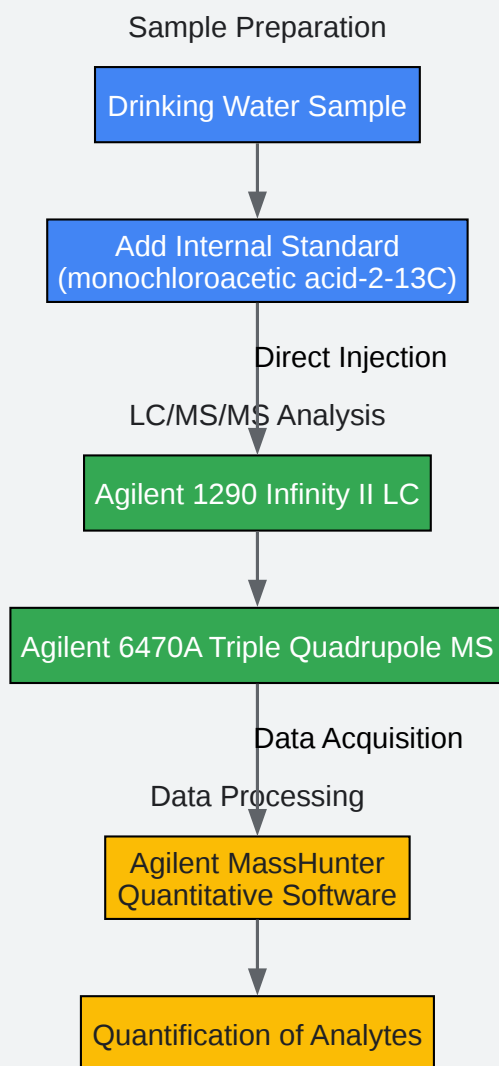 Sample Preparation
Drinking Water Sample
Add Internal Standard
(monochloroacetic acid-2-13C)
Direct Injection
LC/MS/MS Analysis
Agilent 1290 Infinity II LC
Agilent 6470A Triple Quadrupole MS
Data Acquisition
Data Processing
Agilent MassHunter
Quantitative Software
Quantification of Analytes